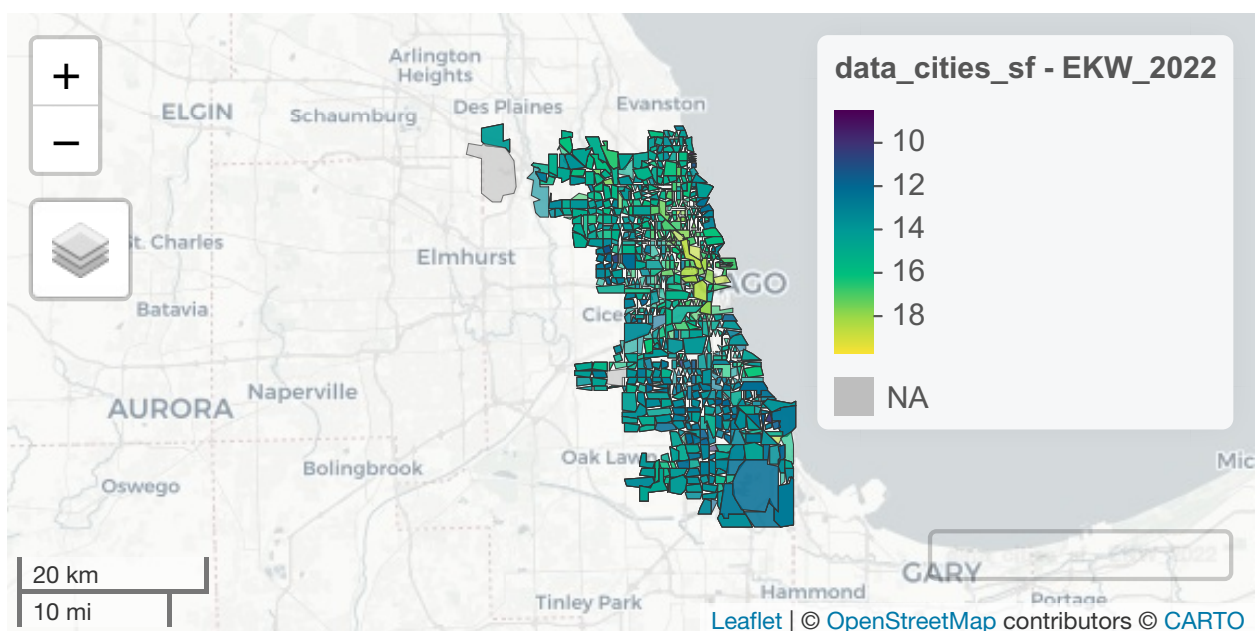 +
−
Arlington
Heights
ELGIN
Schaumburg
Des Plaines
Evanston
t. Charles
Elmhurst
AGO
Batavia
Cice
Naperville
AURORA
Oak Lawn
Bolingbrook
Oswego
Mic
GARY
Hammond
Portage
Tinley Park
data_cities_sf - EKW_2022
10
12
14
16
18
NA
20 km
10 mi
Leaflet | © OpenStreetMap contributors © CARTO